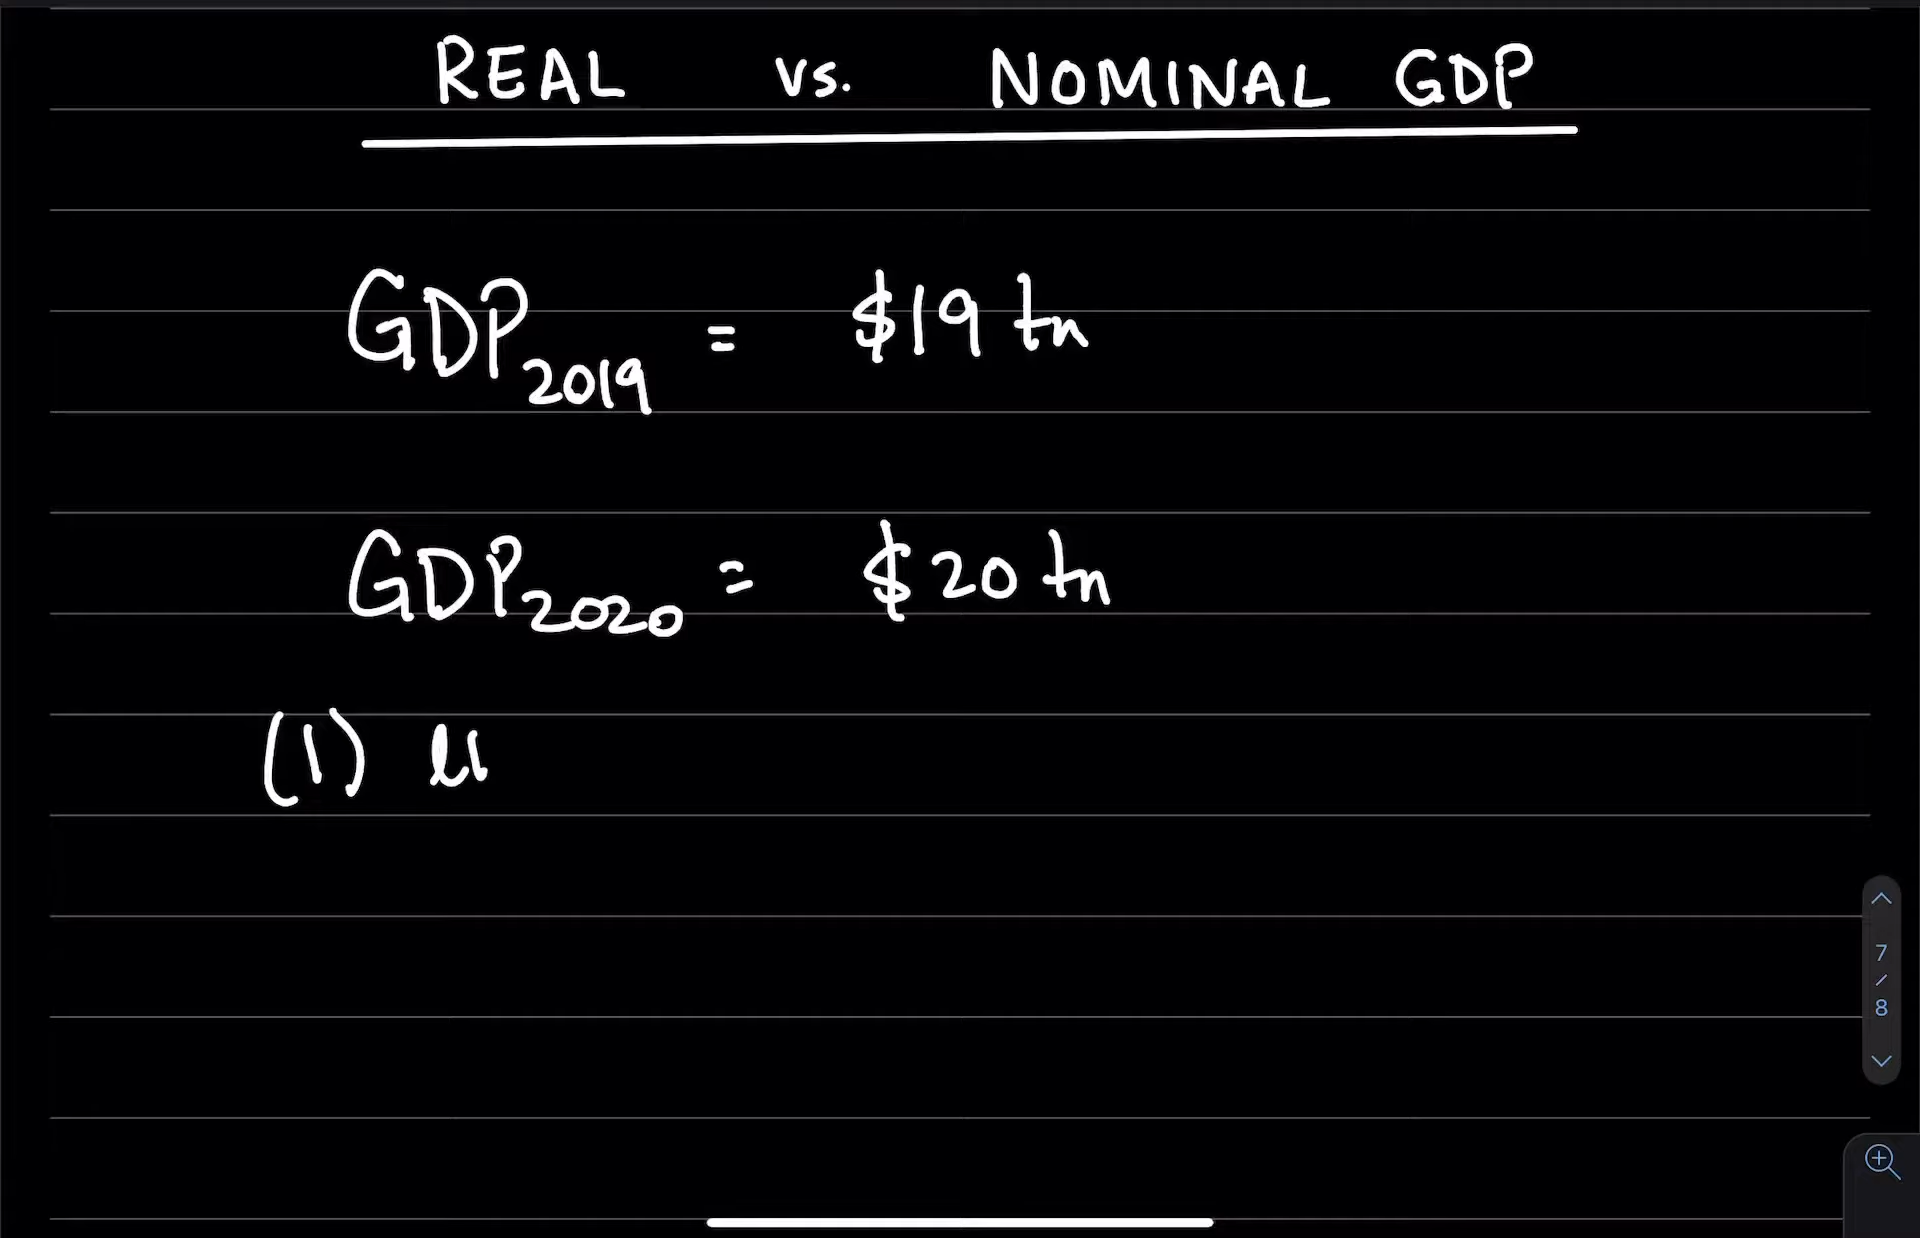 REAL vs. NOMINAL GDP
GDP2019 = $19 tn
GDP2020 = $20 tn
(1)
7
/
8